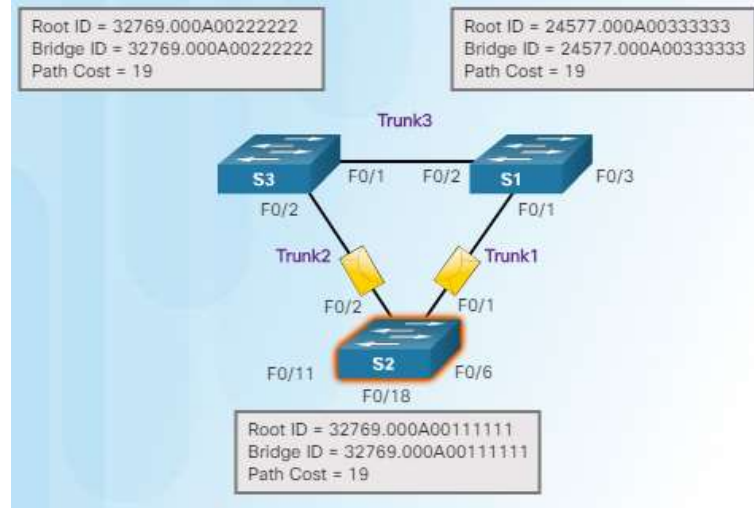 Root ID = 32769.000A00222222
Bridge ID = 32769.000A00222222
Path Cost = 19
Root ID = 24577.000A00333333
Bridge ID = 24577.000A00333333
Path Cost = 19
Trunk3
S3
F0/1
F0/2
S1
F0/3
F0/2
F0/1
Trunk2
Trunk1
F0/2
F0/1
S2
F0/11
F0/6
F0/18
Root ID = 32769.000A00111111
Bridge ID = 32769.000A00111111
Path Cost = 19